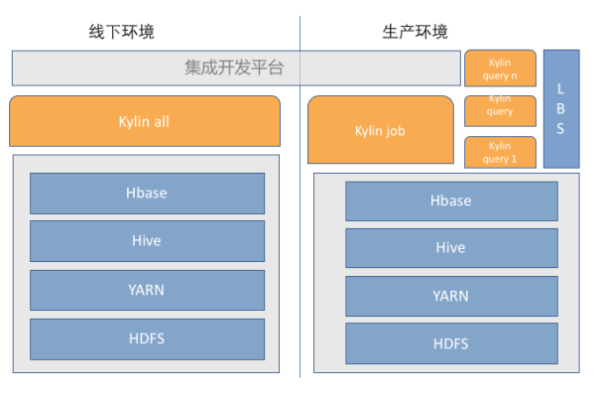 线下环境
生产环境
集成开发平台
Kylin all
Hbase
Hive
YARN
HDFS
Kylin job
Kylin
query n
Kylin
query
Kylin
query 1
L
B
S
Hbase
Hive
YARN
HDFS